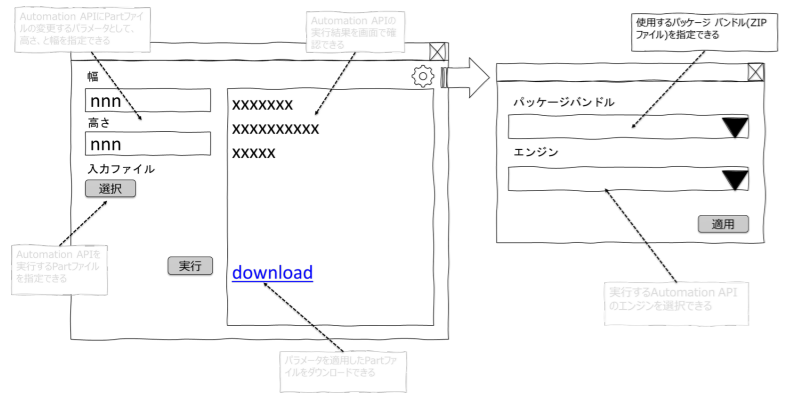 Automation APIにPartファイ
ルの変更するパラメータとして、
高さ、と幅を指定できる
Automation APIの
実行結果を画面で確
認できる
使用するパッケージ バンドル(ZIP
ファイル)を指定できる
幅
nnn
高さ
nnn
入力ファイル
選択
xxxxxxx
xxxxxxxxxx
xxxxx
パッケージバンドル
エンジン
適用
Automation APIを
実行するPartファイル
を指定できる
実行
download
実行するAutomation API
のエンジンを選択できる
パラメータを適用したPartファ
イルをダウンロードできる